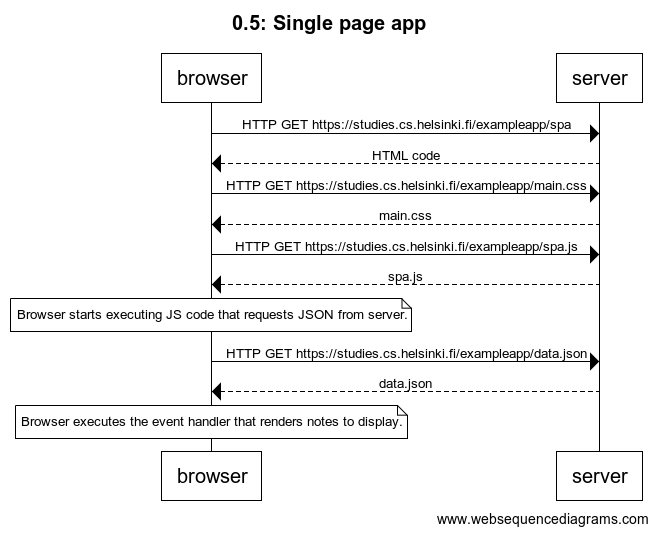 0.5: Single page app
browser
server
HTTP GET https://studies.cs.helsinki.fi/exampleapp/spa
HTML code
HTTP GET https://studies.cs.helsinki.fi/exampleapp/main.css
main.css
HTTP GET https://studies.cs.helsinki.fi/exampleapp/spa.js
spa.js
Browser starts executing JS code that requests JSON from server.
HTTP GET https://studies.cs.helsinki.fi/exampleapp/data.json
data.json
Browser executes the event handler that renders notes to display.
browser
server
www.websequencediagrams.com